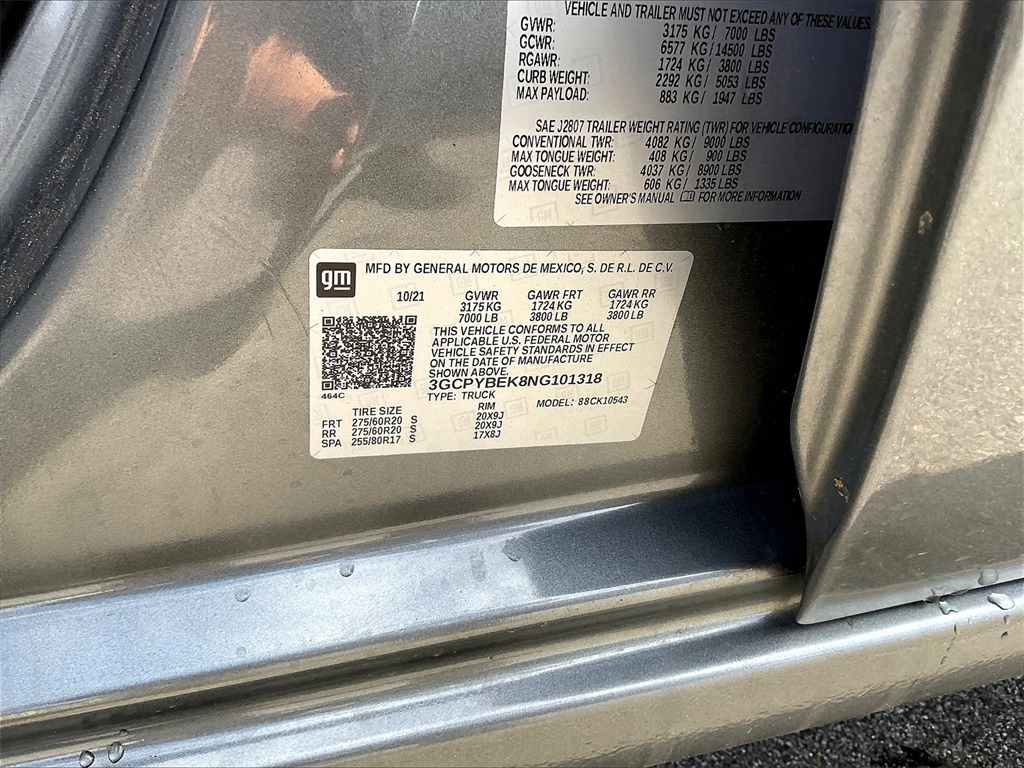 VEHICLE AND TRAILER MUST NOT EXCEED ANY OF THESE VALUES
GVWR: 3175 KG/ 7000 LBS
GCWR: 6577 KG/14500 LBS
RGAWR: 1724 KG/ 3800 LBS
CURB WEIGHT: 2292 KG/ 5053 LBS
MAX PAYLOAD: 883 KG/ 1947 LBS
SAE J2807 TRAILER WEIGHT RATING (TWR) FOR VEHICLE CONFIGURATION
CONVENTIONAL TWR: 4082 KG/ 9000 LBS
MAX TONGUE WEIGHT: 408 KG/ 900 LBS
GOOSENECK TWR: 4037 KG/ 8900 LBS
MAX TONGUE WEIGHT: 606 KG/ 1335 LBS
SEE OWNER'S MANUAL FOR MORE INFORMATION
gm MFD BY GENERAL MOTORS DE MEXICO, S. DE R.L. DE C.V.
10/21 GVWR GAWR FRT GAWR RR
3175 KG 1724 KG 1724 KG
7000 LB 3800 LB 3800 LB
THIS VEHICLE CONFORMS TO ALL
APPLICABLE U.S. FEDERAL MOTOR
VEHICLE SAFETY STANDARDS IN EFFECT
ON THE DATE OF MANUFACTURE
SHOWN ABOVE.
3GCPYBEK8NG101318
464C
TYPE: TRUCK MODEL: 88CK10543
TIRE SIZE RIM
FRT 275/60R20 S 20X9J
RR 275/60R20 S 20X9J
SPA 255/80R17 S 17X8J